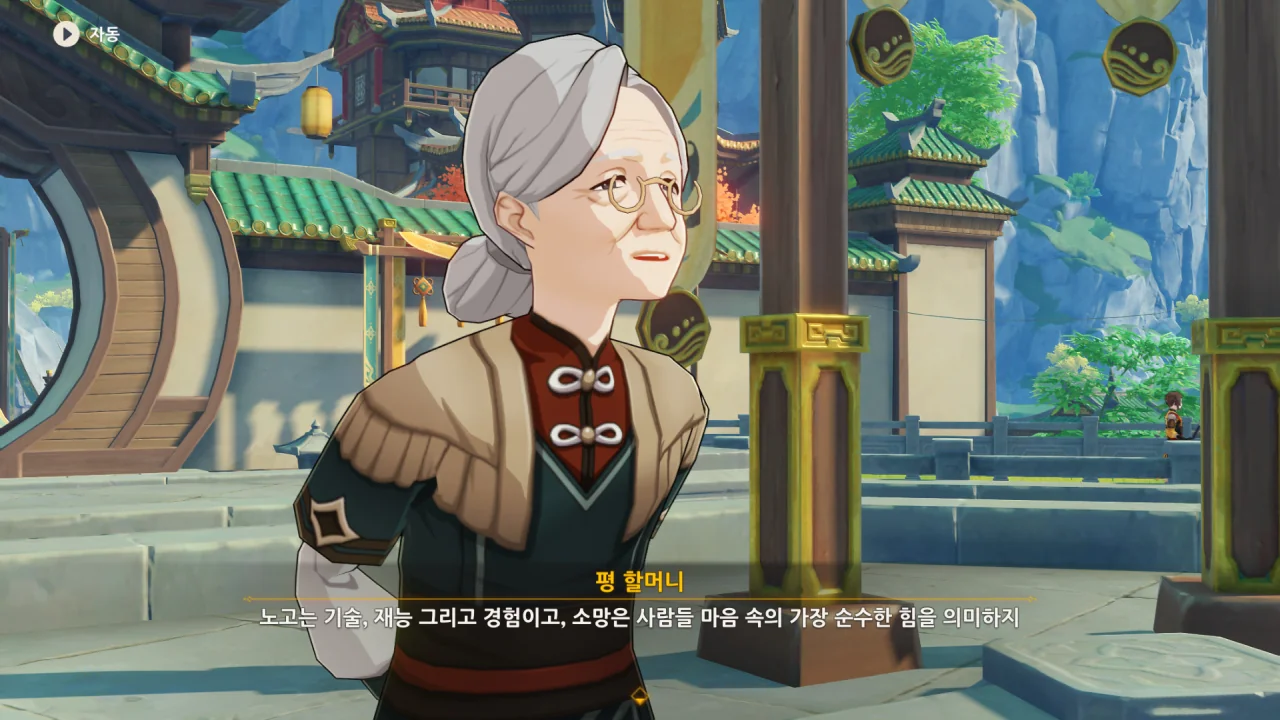 자동
평 할머니
노고는 기술, 재능 그리고 경험이고, 소망은 사람들 마음 속의 가장 순수한 힘을 의미하지